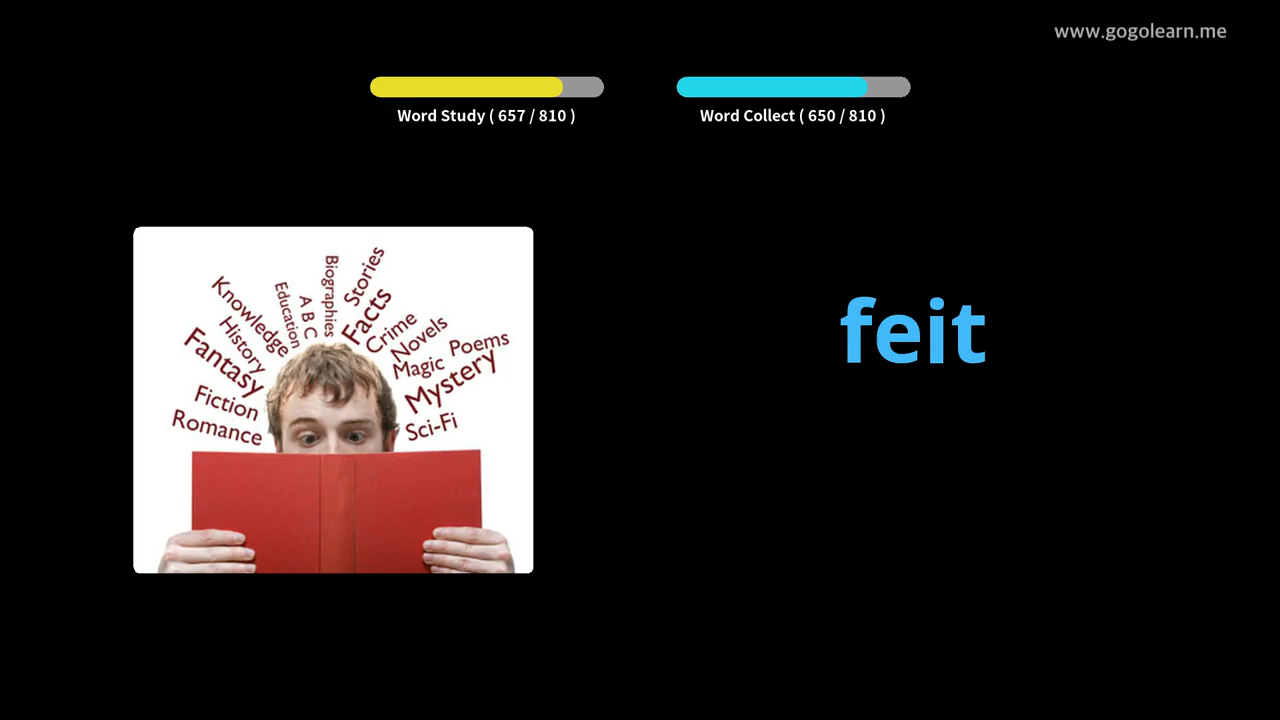 www.gogolearn.me
Word Study ( 657 / 810 )
Word Collect ( 650 / 810 )
feit
Romance
Fiction
Fantasy
History
Knowledge
Education
A B C
Biographies
Stories
Facts
Crime
Novels
Magic
Poems
Mystery
Sci-Fi